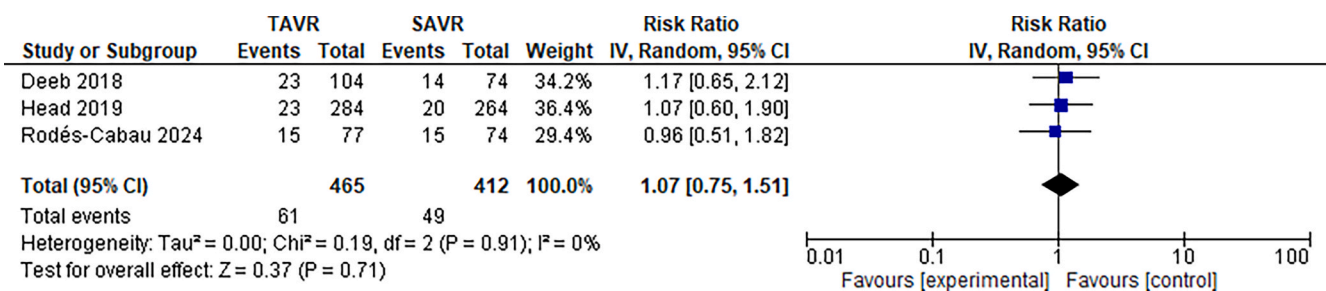 TAVR SAVR Risk Ratio Risk Ratio
Study or Subgroup Events Total Events Total Weight IV, Random, 95% CI IV, Random, 95% CI
Deeb 2018 23 104 14 74 34.2% 1.17 [0.65, 2.12]
Head 2019 23 284 20 264 36.4% 1.07 [0.60, 1.90]
Rodés-Cabau 2024 15 77 15 74 29.4% 0.96 [0.51, 1.82]
Total (95% CI) 465 412 100.0% 1.07 [0.75, 1.51]
Total events 61 49
Heterogeneity: Tau² = 0.00; Chi² = 0.19, df = 2 (P = 0.91); I² = 0%
Test for overall effect: Z = 0.37 (P = 0.71)
0.01 0.1 1 10 100
Favours [experimental] Favours [control]